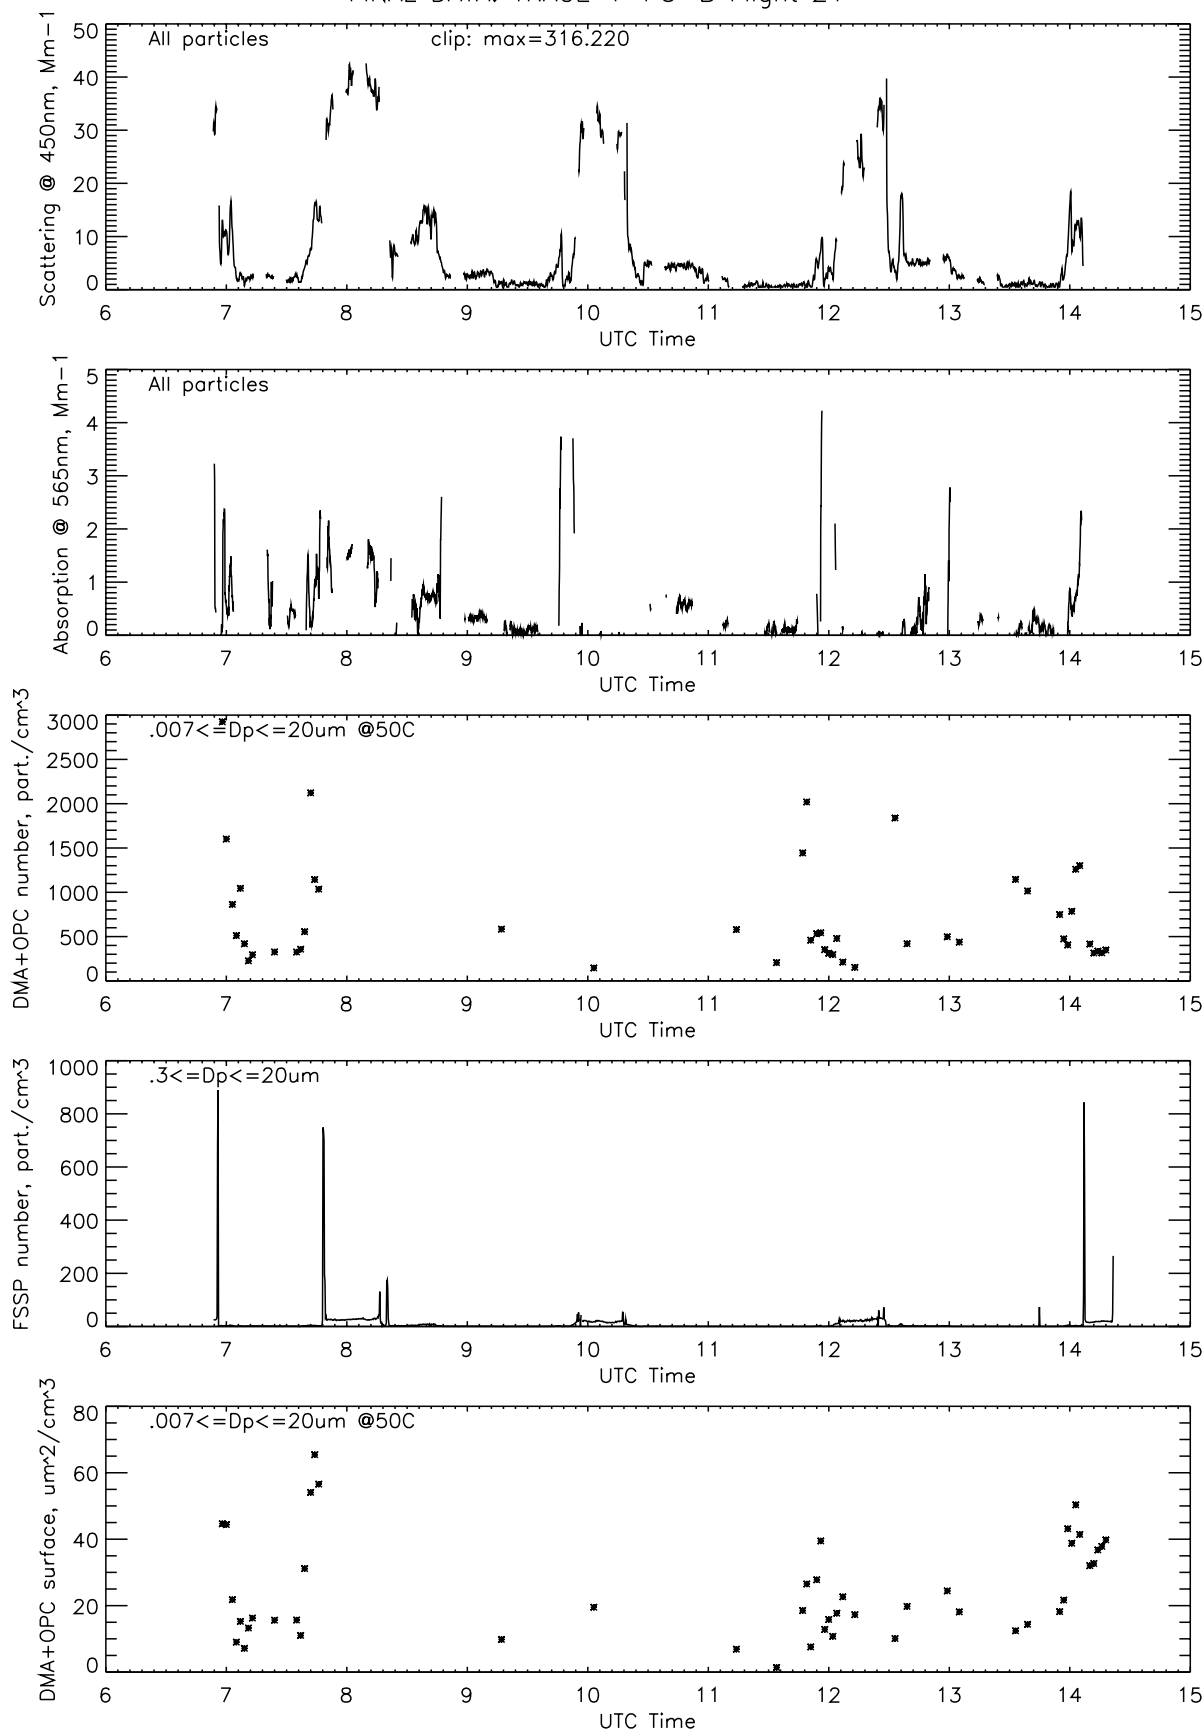 All particles clip: max=316.220
Scattering @ 450nm, Mm-1
50
40
30
20
10
0
6 7 8 9 10 11 12 13 14 15
UTC Time
All particles
Absorption @ 565nm, Mm-1
5
4
3
2
1
0
6 7 8 9 10 11 12 13 14 15
UTC Time
.007<=Dp<=20um @50C
DMA+OPC number, part./cm^3
3000
2500
2000
1500
1000
500
0
6 7 8 9 10 11 12 13 14 15
UTC Time
.3<=Dp<=20um
FSSP number, part./cm^3
1000
800
600
400
200
0
6 7 8 9 10 11 12 13 14 15
UTC Time
.007<=Dp<=20um @50C
DMA+OPC surface, um^2/cm^3
80
60
40
20
0
6 7 8 9 10 11 12 13 14 15
UTC Time